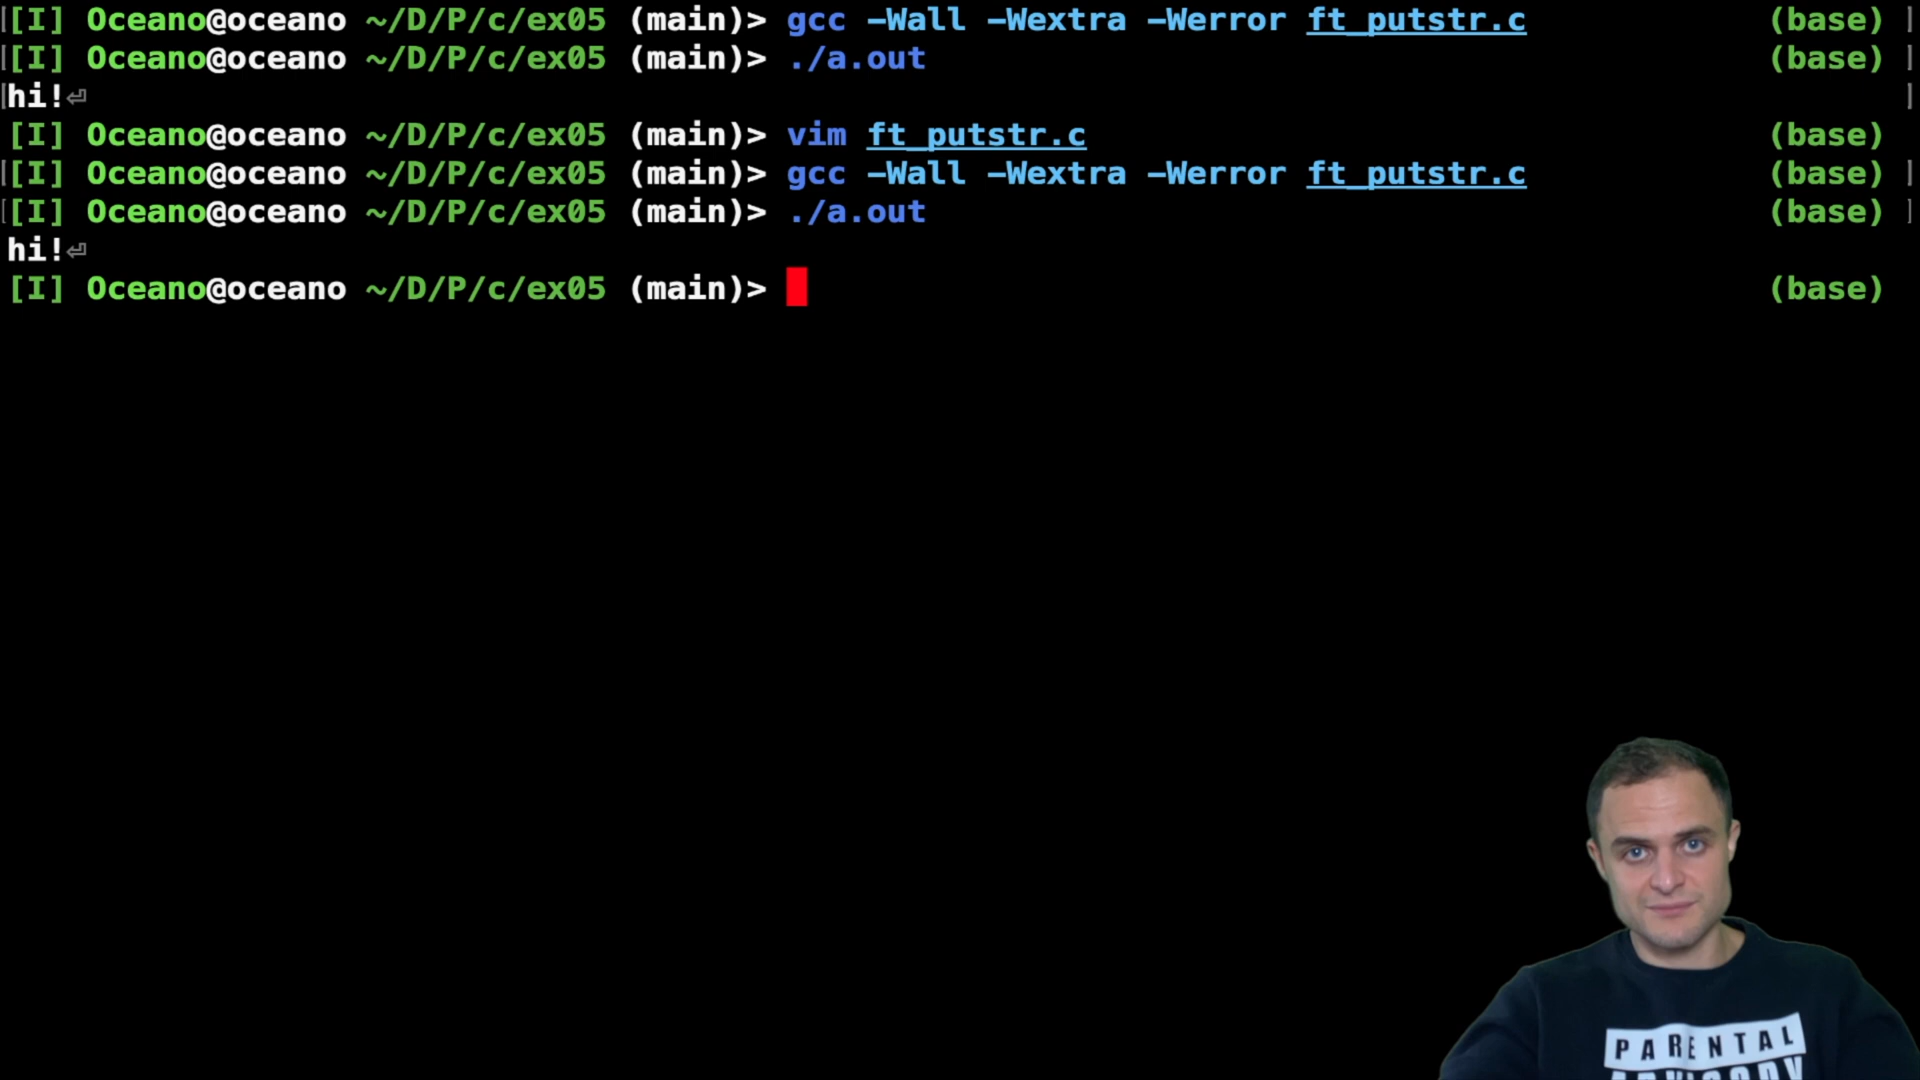 [I] Oceano@oceano ~/D/P/c/ex05 (main)> gcc -Wall -Wextra -Werror ft_putstr.c (base)
[I] Oceano@oceano ~/D/P/c/ex05 (main)> ./a.out (base)
hi!⏎
[I] Oceano@oceano ~/D/P/c/ex05 (main)> vim ft_putstr.c (base)
[I] Oceano@oceano ~/D/P/c/ex05 (main)> gcc -Wall -Wextra -Werror ft_putstr.c (base)
[I] Oceano@oceano ~/D/P/c/ex05 (main)> ./a.out (base)
hi!⏎
[I] Oceano@oceano ~/D/P/c/ex05 (main)> (base)
PARENTAL
ADVISORY